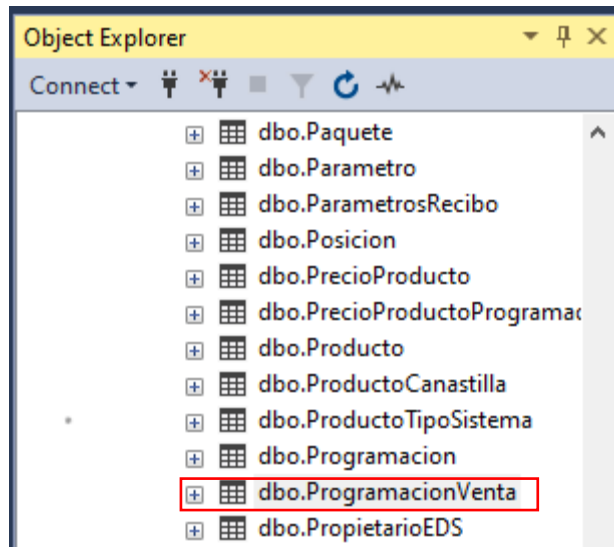 Object Explorer
Connect
dbo.Paquete
dbo.Parametro
dbo.ParametrosRecibo
dbo.Posicion
dbo.PrecioProducto
dbo.PrecioProductoProgramac
dbo.Producto
dbo.ProductoCanastilla
dbo.ProductoTipoSistema
dbo.Programacion
dbo.ProgramacionVenta
dbo.PropietarioEDS